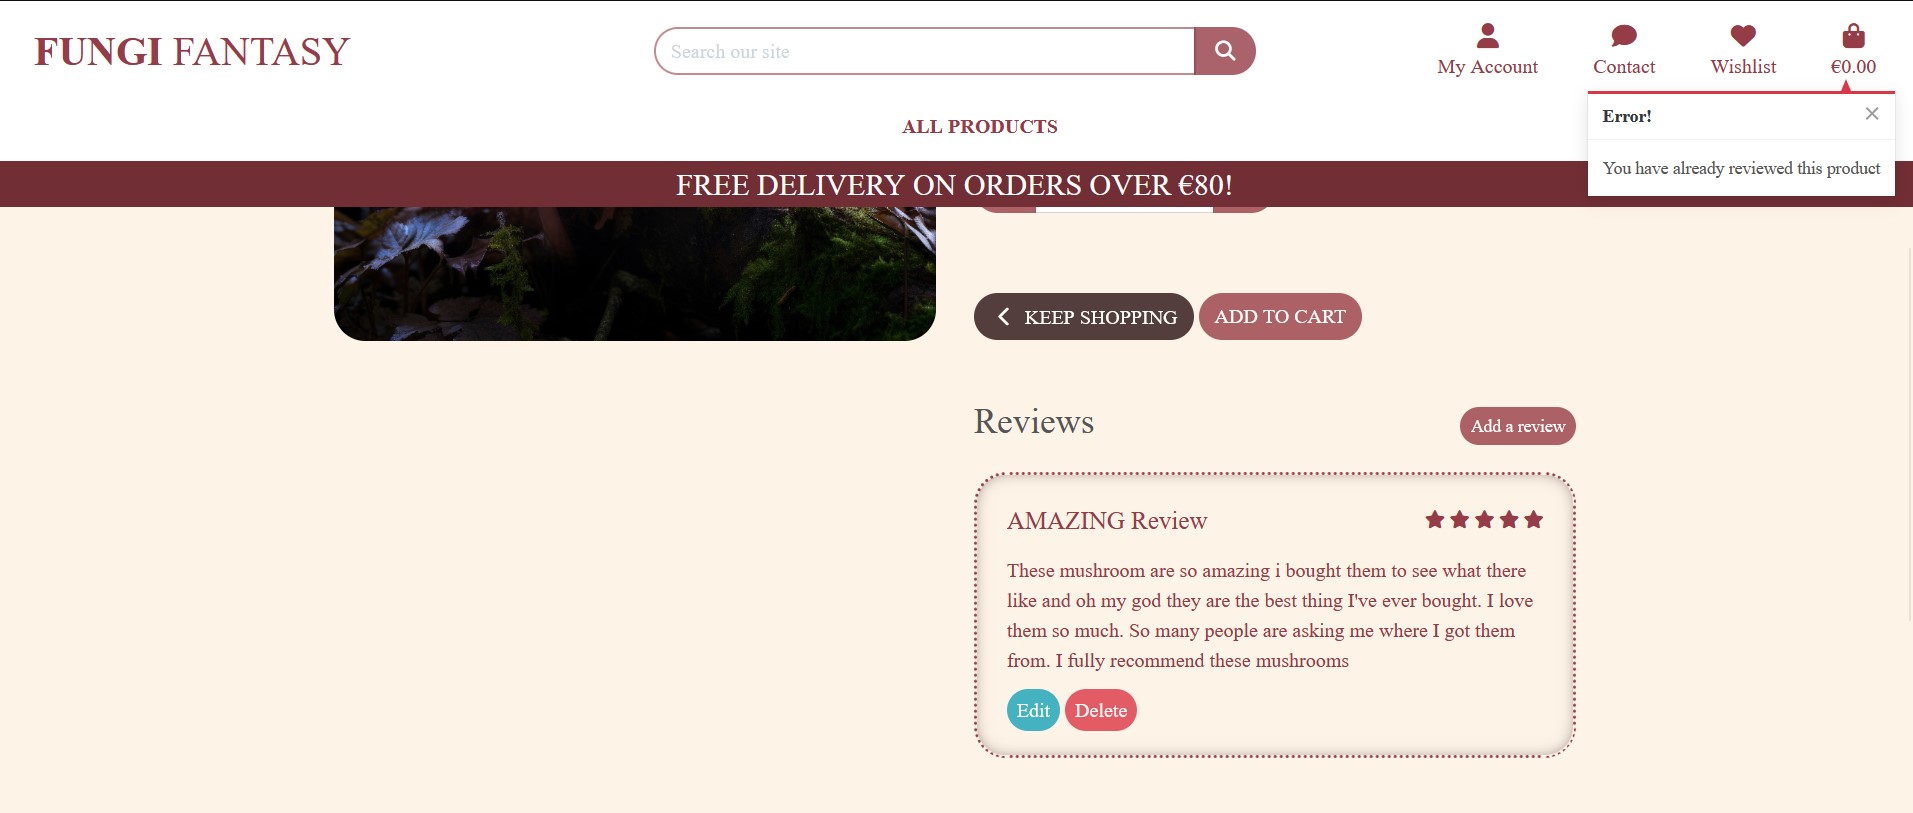 FUNGI FANTASY
Search our site
My Account
Contact
Wishlist
€0.00
ALL PRODUCTS
Error!
You have already reviewed this product
FREE DELIVERY ON ORDERS OVER €80!
KEEP SHOPPING
ADD TO CART
Reviews
Add a review
AMAZING Review
These mushroom are so amazing i bought them to see what there
like and oh my god they are the best thing I've ever bought. I love
them so much. So many people are asking me where I got them
from. I fully recommend these mushrooms
Edit
Delete